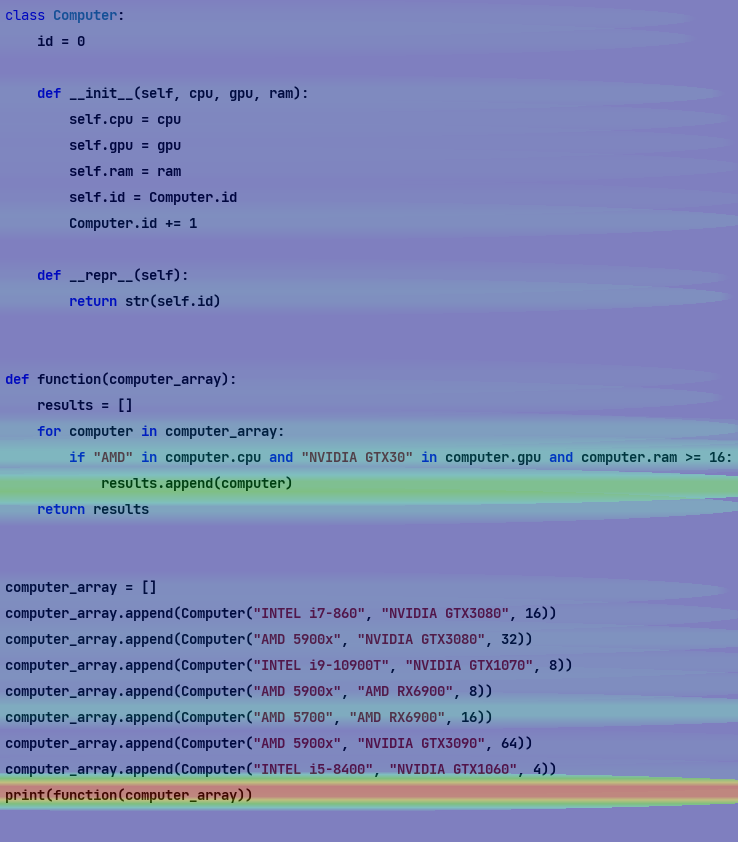 class Computer:
    id = 0
    def __init__(self, cpu, gpu, ram):
        self.cpu = cpu
        self.gpu = gpu
        self.ram = ram
        self.id = Computer.id
        Computer.id += 1
    def __repr__(self):
        return str(self.id)
def function(computer_array):
    results = []
    for computer in computer_array:
        if "AMD" in computer.cpu and "NVIDIA GTX30" in computer.gpu and computer.ram >= 16:
            results.append(computer)
    return results
computer_array = []
computer_array.append(Computer("INTEL i7-860", "NVIDIA GTX3080", 16))
computer_array.append(Computer("AMD 5900x", "NVIDIA GTX3080", 32))
computer_array.append(Computer("INTEL i9-10900T", "NVIDIA GTX1070", 8))
computer_array.append(Computer("AMD 5900x", "AMD RX6900", 8))
computer_array.append(Computer("AMD 5700", "AMD RX6900", 16))
computer_array.append(Computer("AMD 5900x", "NVIDIA GTX3090", 64))
computer_array.append(Computer("INTEL i5-8400", "NVIDIA GTX1060", 4))
print(function(computer_array))